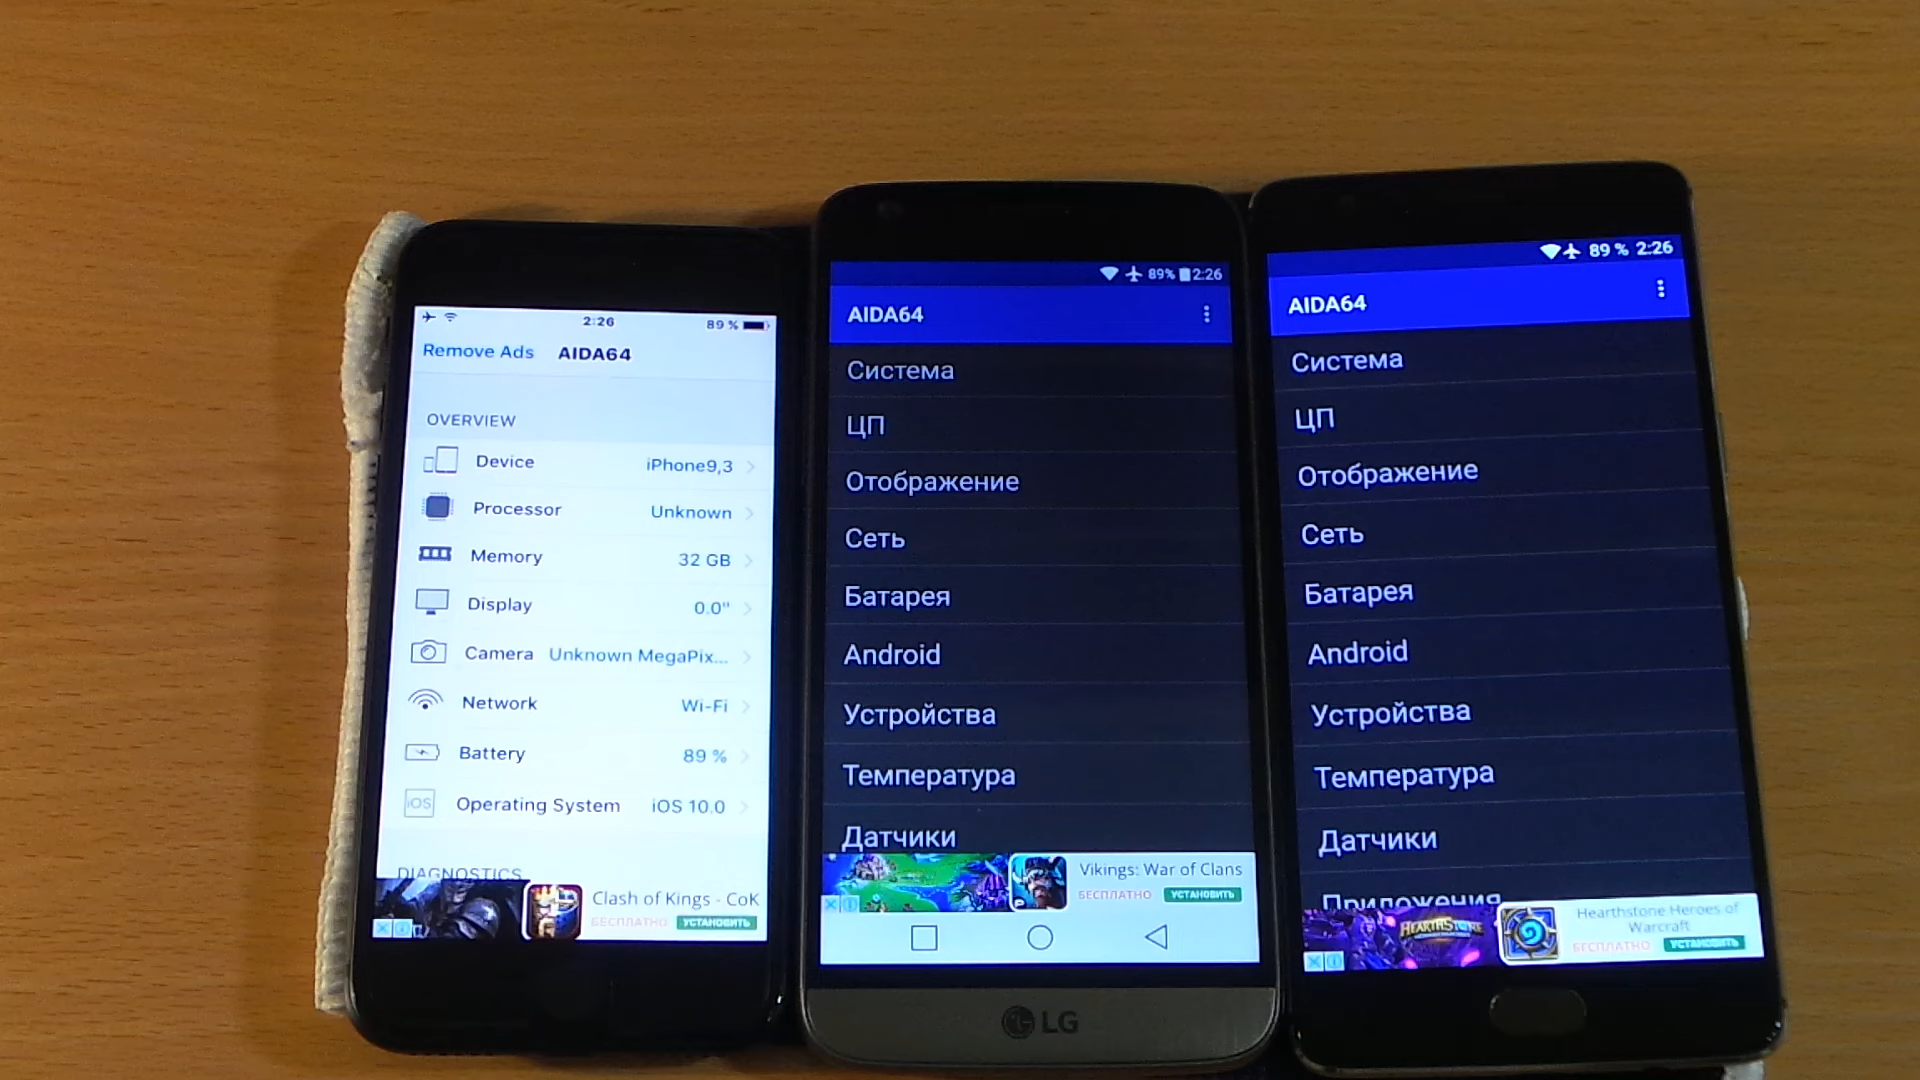 2:26
89 %
Remove Ads AIDA64
OVERVIEW
Device iPhone9,3
Processor Unknown
Memory 32 GB
Display 0.0"
Camera Unknown MegaPix...
Network Wi-Fi
Battery 89 %
iOS Operating System iOS 10.0
DIAGNOSTICS
Clash of Kings - CoK
БЕСПЛАТНО УСТАНОВИТЬ
89% 2:26
AIDA64
Система
ЦП
Отображение
Сеть
Батарея
Android
Устройства
Температура
Датчики
Vikings: War of Clans
БЕСПЛАТНО УСТАНОВИТЬ
LG
89 % 2:26
AIDA64
Система
ЦП
Отображение
Сеть
Батарея
Android
Устройства
Температура
Датчики
Приложения
HEARTHSTONE
Hearthstone Heroes of
Warcraft
БЕСПЛАТНО УСТАНОВИТЬ